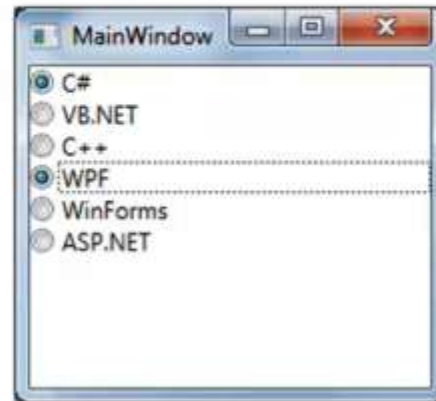 MainWindow
C#
VB.NET
C++
WPF
WinForms
ASP.NET